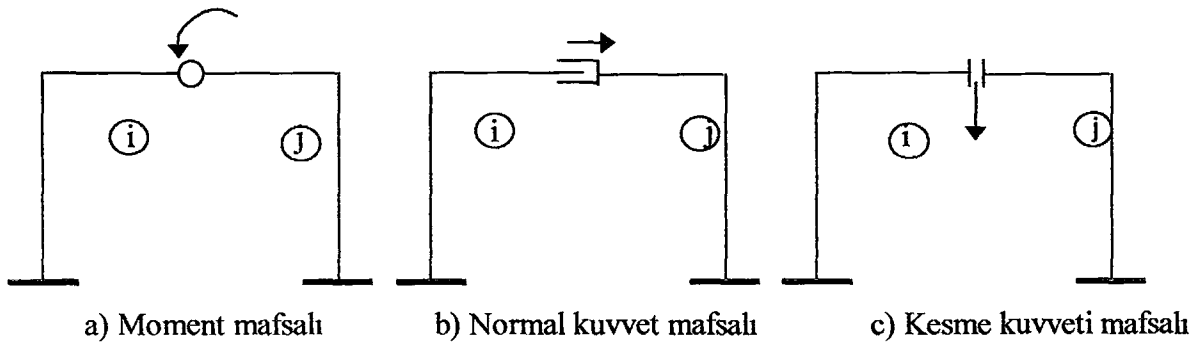 i J i j i j
a) Moment mafsalı b) Normal kuvvet mafsalı c) Kesme kuvveti mafsalı